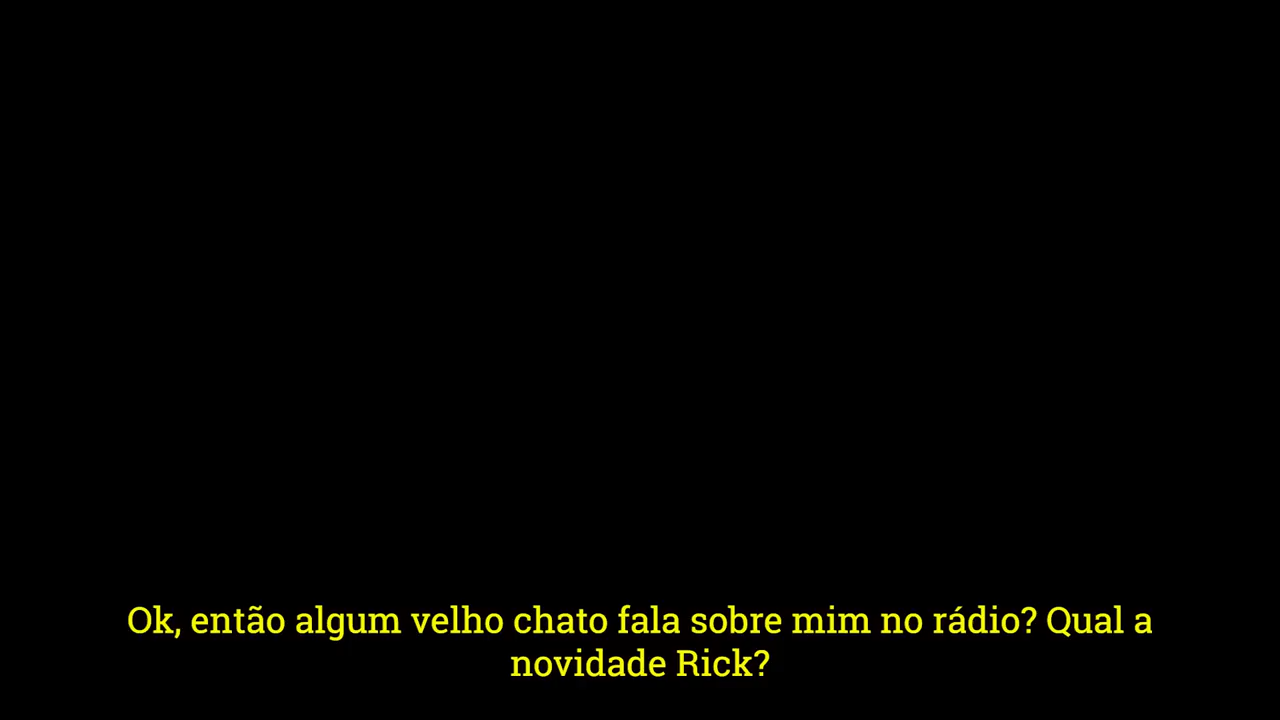 Ok, então algum velho chato fala sobre mim no rádio? Qual a
novidade Rick?